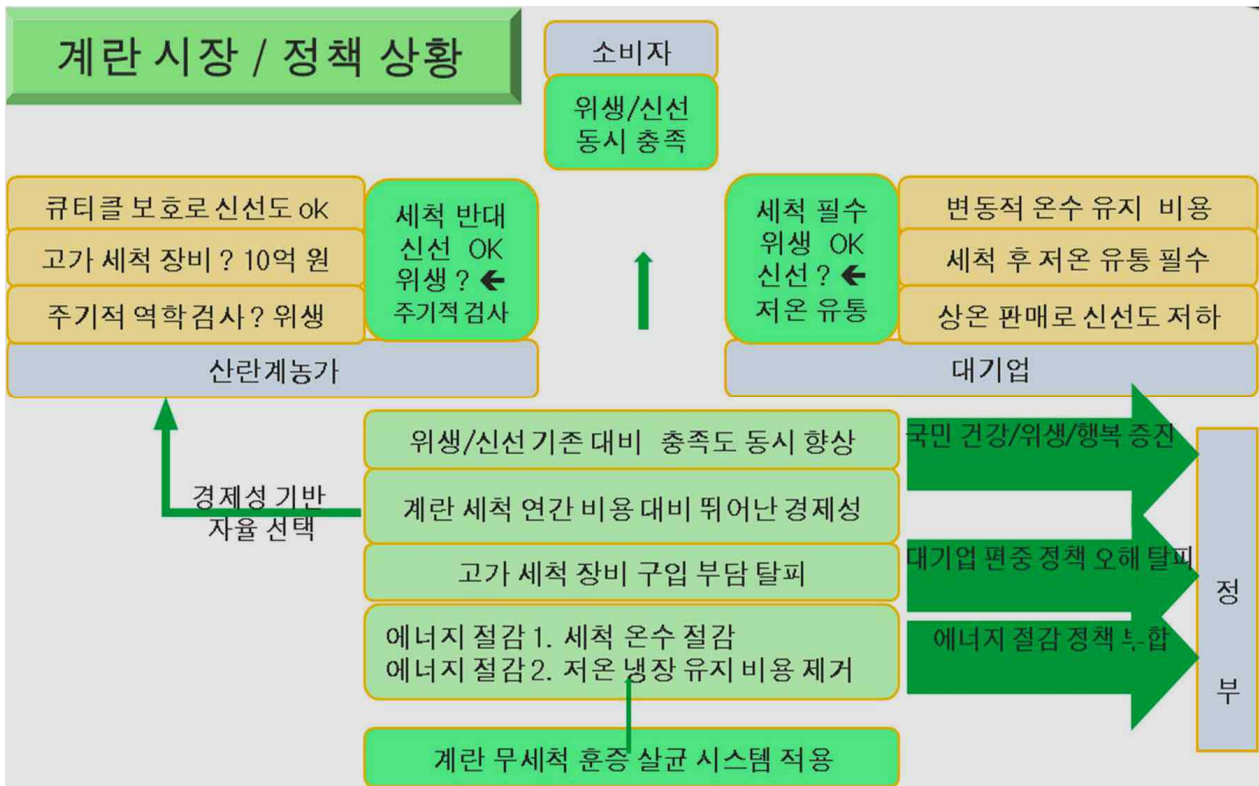 계란 시장 / 정책 상황
소비자
위생/신선
동시 충족
큐티클 보호로 신선도 ok
고가 세척 장비 ? 10억 원
주기적 역학 검사 ? 위생
세척 반대
신선 OK
위생 ? ←
주기적 검사
산란계농가
세척 필수
위생 OK
신선 ? ←
저온 유통
변동적 온수 유지 비용
세척 후 저온 유통 필수
상온 판매로 신선도 저하
대기업
경제성 기반
자율 선택
위생/신선 기존 대비 충족도 동시 향상
계란 세척 연간 비용 대비 뛰어난 경제성
고가 세척 장비 구입 부담 탈피
에너지 절감 1. 세척 온수 절감
에너지 절감 2. 저온 냉장 유지 비용 제거
계란 무세척 훈증 살균 시스템 적용
국민 건강/위생/행복 증진
대기업 편중 정책 오해 탈피
에너지 절감 정책 부합
정
부